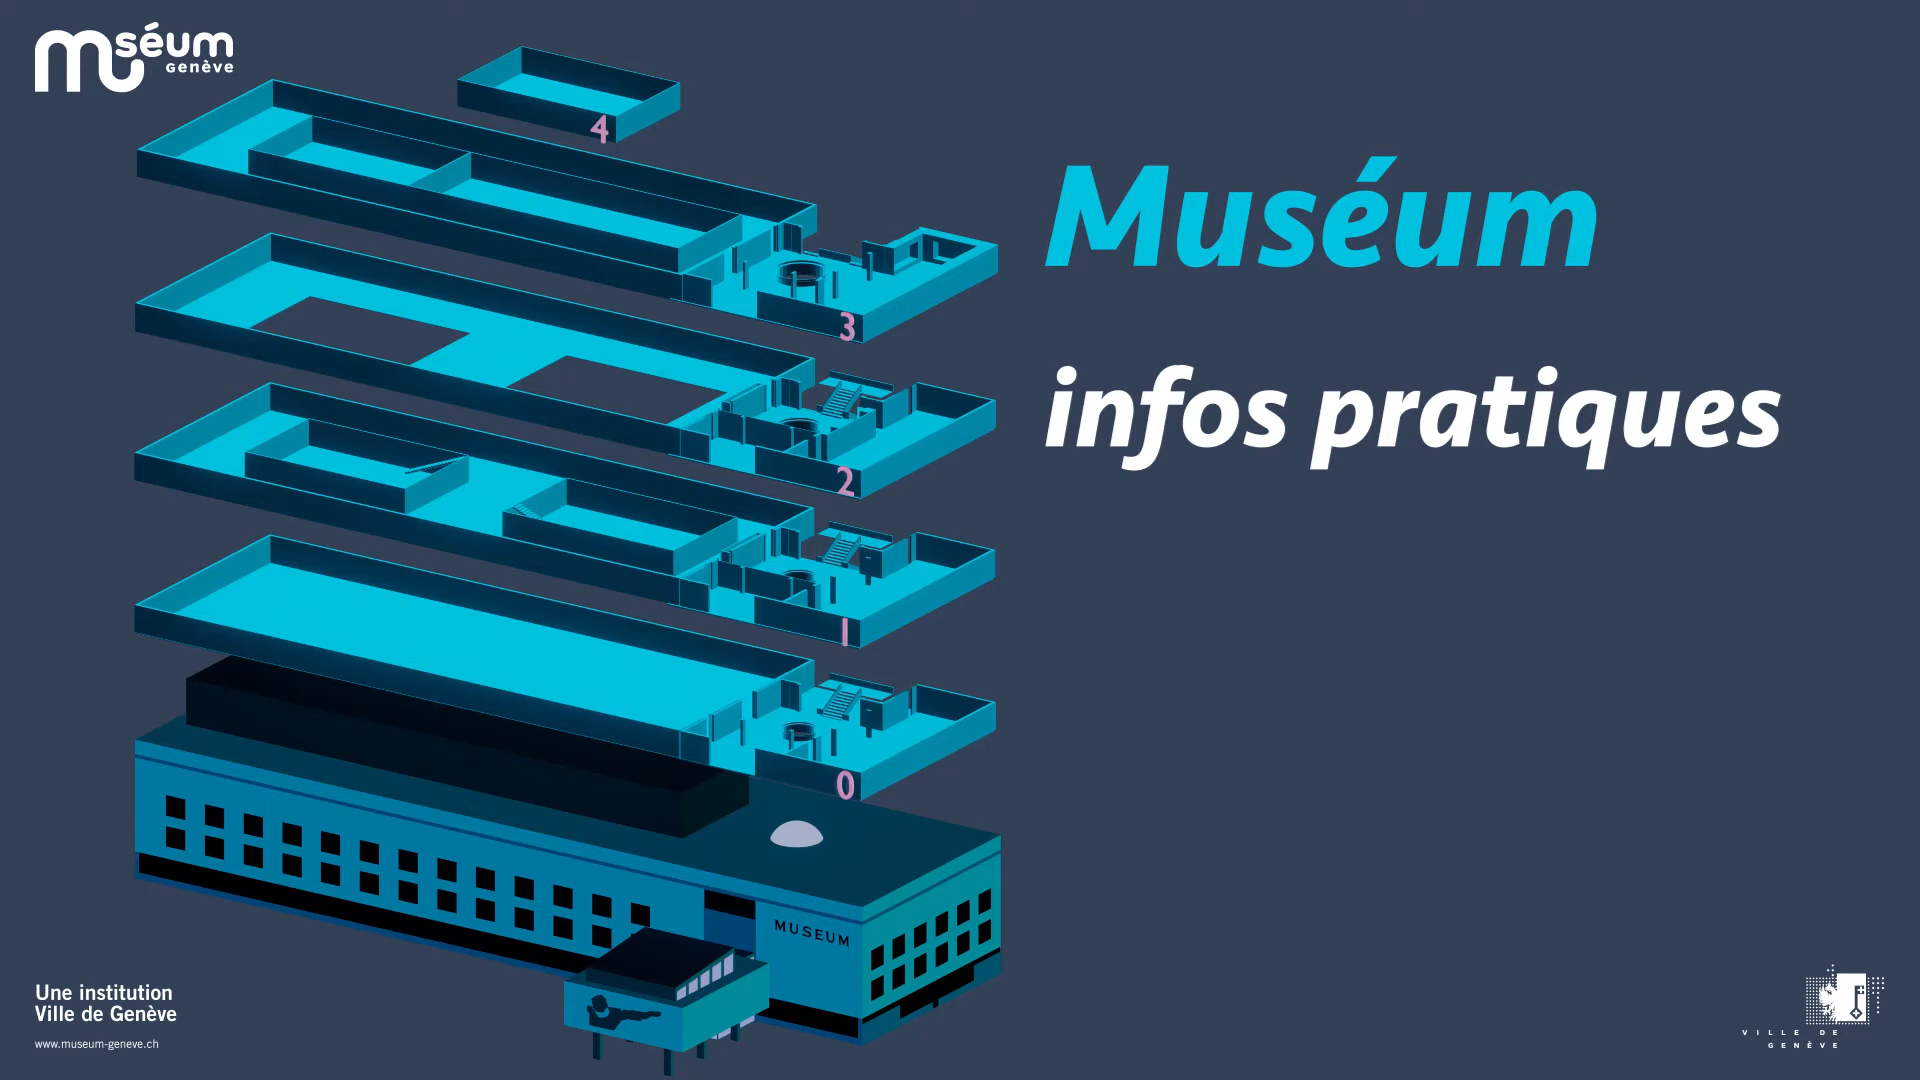 muséum
genève
4
3
2
1
0
MUSEUM
Muséum
infos pratiques
Une institution
Ville de Genève
www.museum-geneve.ch
VILLE DE
GENÈVE